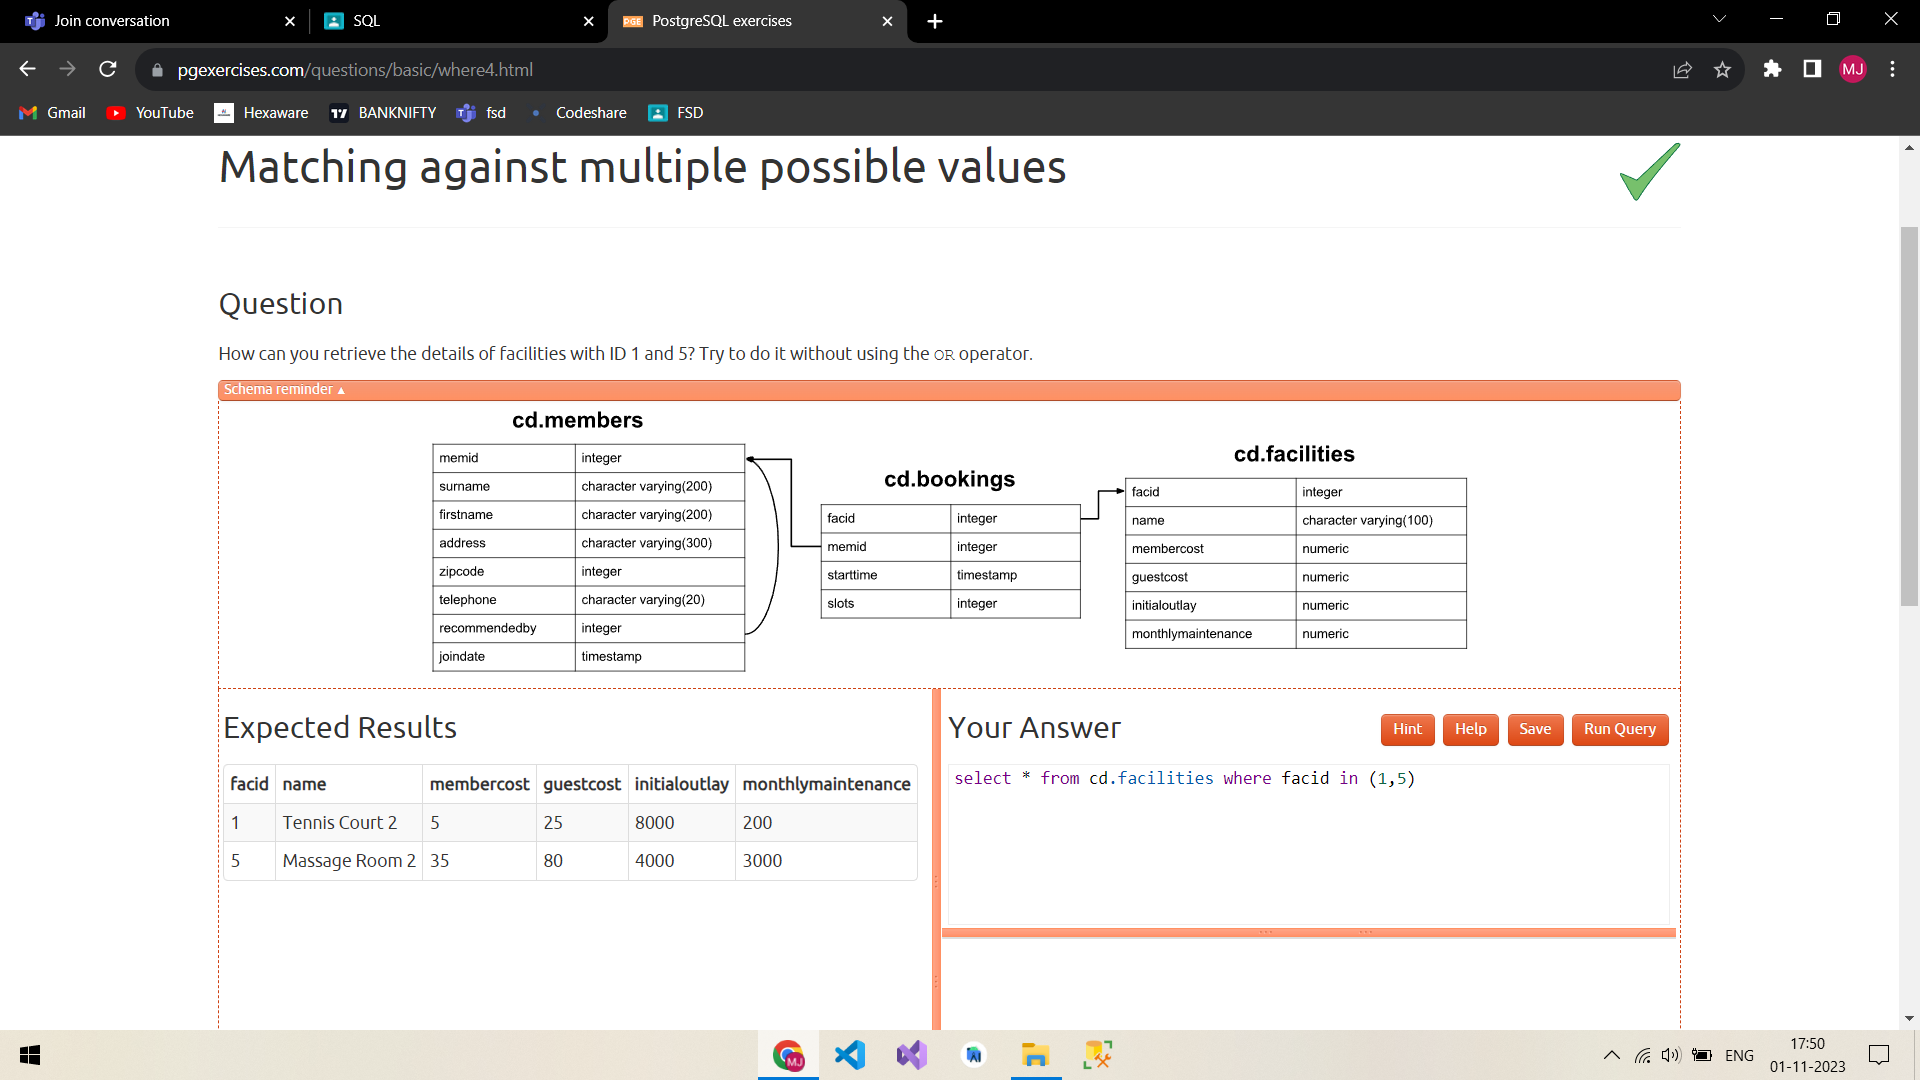 Join conversation
SQL
PGE PostgreSQL exercises
pgexercises.com/questions/basic/where4.html
MJ
Gmail YouTube Hexaware BANKNIFTY fsd Codeshare FSD
Matching against multiple possible values
Question
How can you retrieve the details of facilities with ID 1 and 5? Try to do it without using the OR operator.
Schema reminder ▲
cd.members
memid integer
surname character varying(200)
firstname character varying(200)
address character varying(300)
zipcode integer
telephone character varying(20)
recommendedby integer
joindate timestamp
cd.bookings
facid integer
memid integer
starttime timestamp
slots integer
cd.facilities
facid integer
name character varying(100)
membercost numeric
guestcost numeric
initialoutlay numeric
monthlymaintenance numeric
Expected Results
facid name membercost guestcost initialoutlay monthlymaintenance
1 Tennis Court 2 5 25 8000 200
5 Massage Room 2 35 80 4000 3000
Your Answer
Hint Help Save Run Query
select * from cd.facilities where facid in (1,5)
MJ
ENG
17:50
01-11-2023